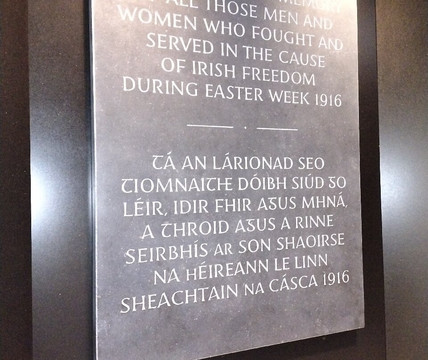 ALL THOSE MEN AND
WOMEN WHO FOUGHT AND
SERVED IN THE CAUSE
OF IRISH FREEDOM
DURING EASTER WEEK 1916
TÁ AN LÁRIONAD SEO
TIOMNAITHE DÓIBH SIÚD GO
LÉIR, IDIR FHIR AGUS MHNÁ,
A THROID AGUS A RINNE
SEIRBHÍS AR SON SHAOIRSE
NA hÉIREANN LE LINN
SHEACHTAIN NA CÁSCA 1916